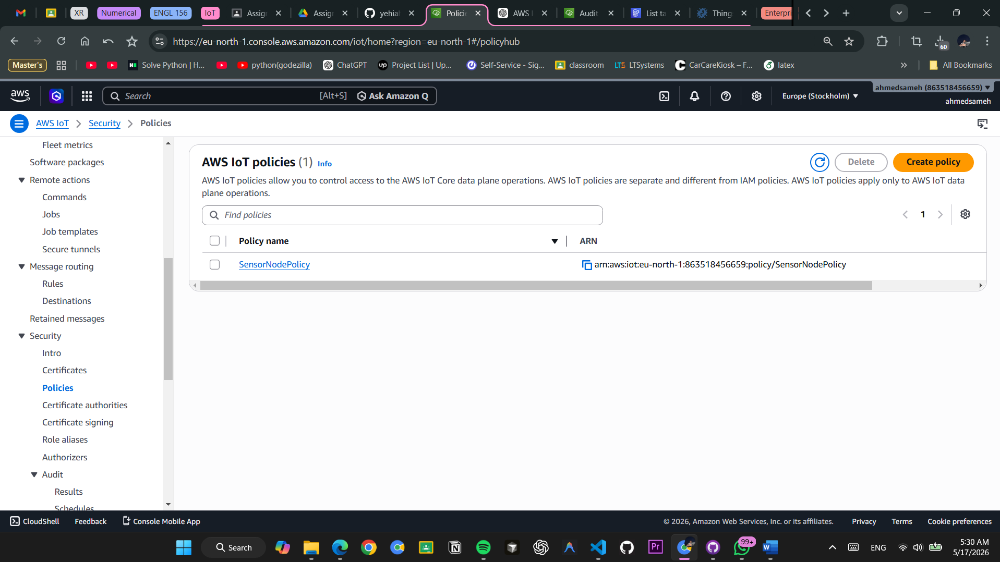 XR
Numerical
ENGL 156
IoT
Assign
Assign
yehial
Policie
AWS
Audit
List ta
Thing
Enterpri
https://eu-north-1.console.aws.amazon.com/iot/home?region=eu-north-1#/policyhub
60
Master's
Solve Python | H...
python(godezilla)
ChatGPT
up Project List | Up...
Self-Service - Sig...
classroom
LTS LTSystems
CarCareKiosk – F...
latex
All Bookmarks
aws
Search
[Alt+S]
Ask Amazon Q
Europe (Stockholm)
ahmedsameh (863518456659)
ahmedsameh
AWS IoT
Security
Policies
Fleet metrics
Software packages
Remote actions
Commands
Jobs
Job templates
Secure tunnels
Message routing
Rules
Destinations
Retained messages
Security
Intro
Certificates
Policies
Certificate authorities
Certificate signing
Role aliases
Authorizers
Audit
Results
Schedules
AWS IoT policies (1) Info
Delete
Create policy
AWS IoT policies allow you to control access to the AWS IoT Core data plane operations. AWS IoT policies are separate and different from IAM policies. AWS IoT policies apply only to AWS IoT data
plane operations.
Find policies
1
Policy name
ARN
SensorNodePolicy
arn:aws:iot:eu-north-1:863518456659:policy/SensorNodePolicy
CloudShell
Feedback
Console Mobile App
© 2026, Amazon Web Services, Inc. or its affiliates.
Privacy
Terms
Cookie preferences
Search
Pr
99+
W
ENG
5:30 AM
5/17/2026